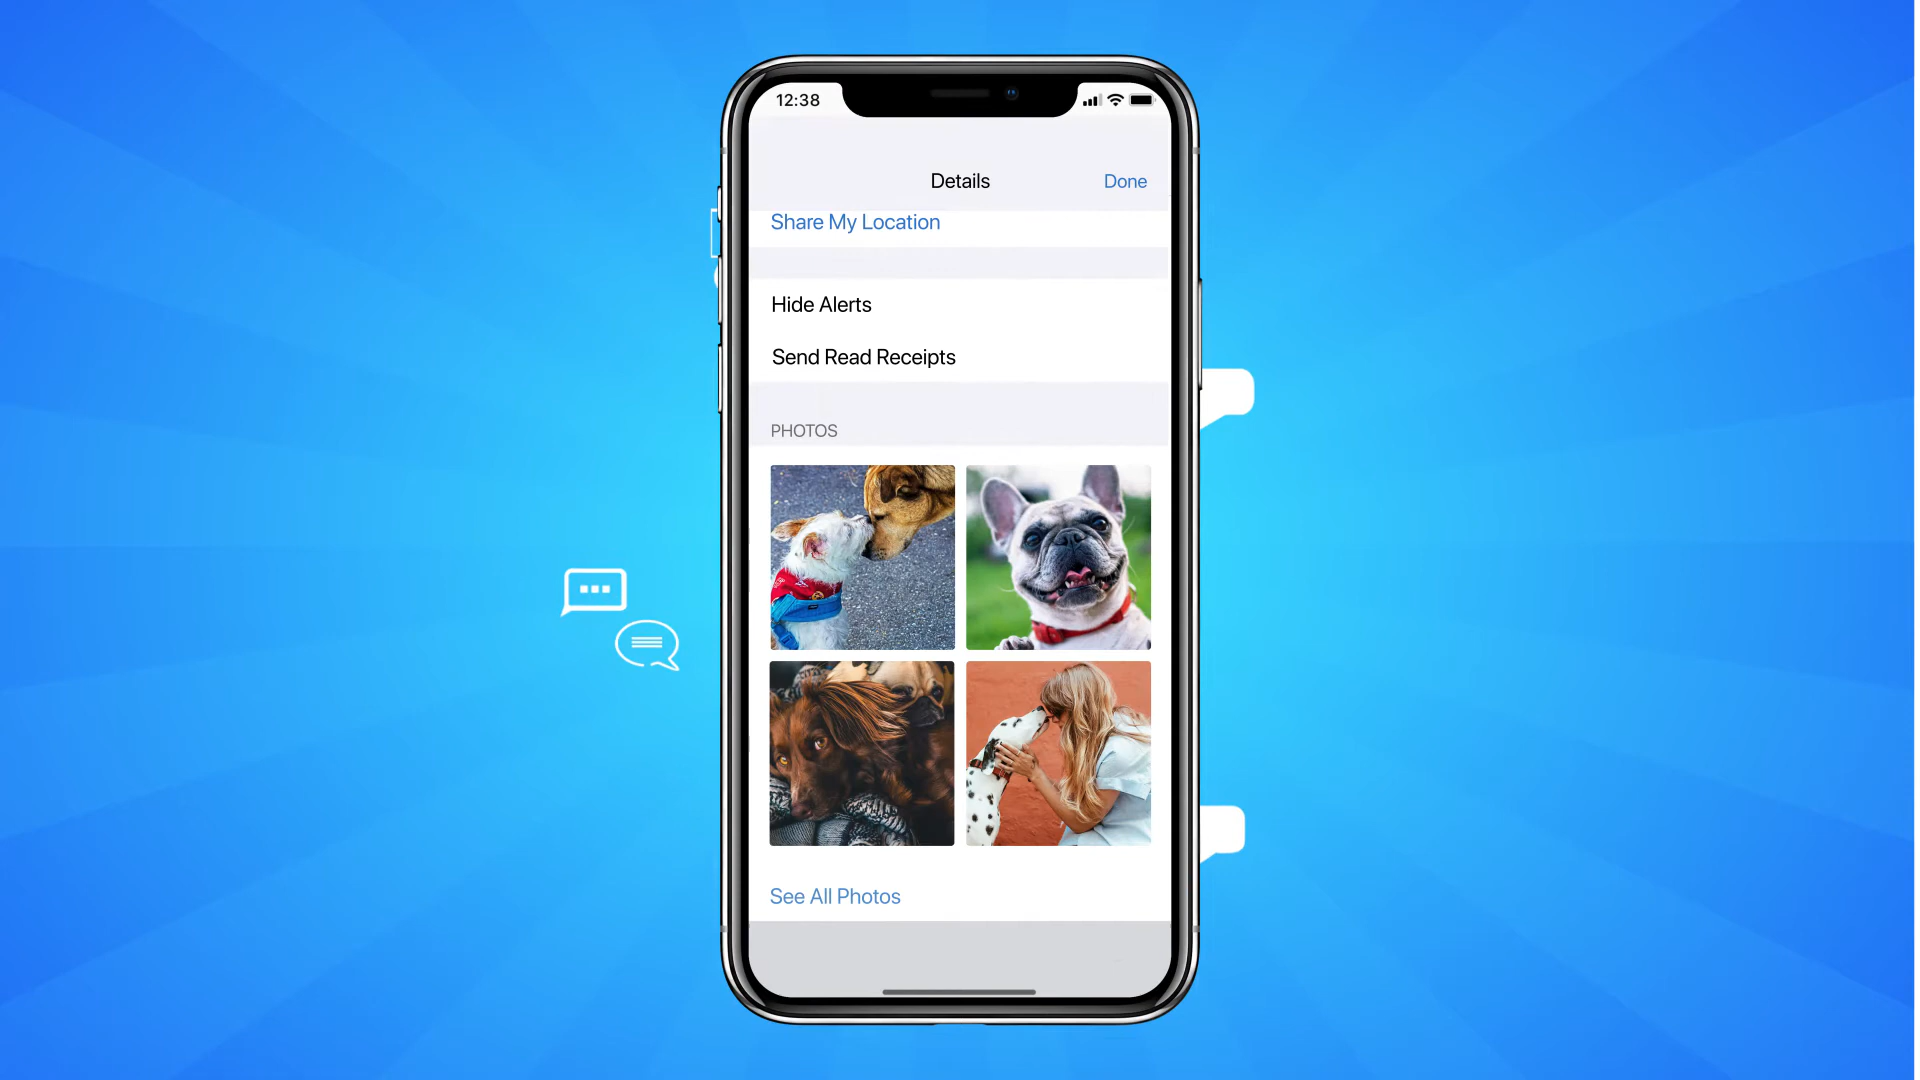 12:38
Details
Done
Share My Location
Hide Alerts
Send Read Receipts
PHOTOS
See All Photos